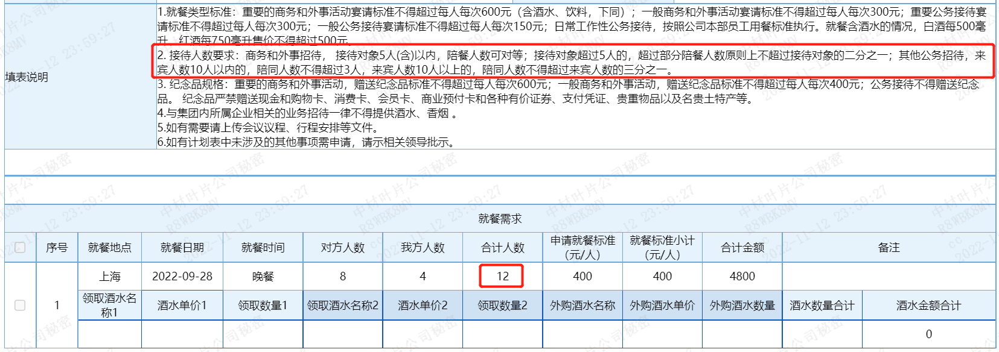 1.就餐类型标准：重要的商务和外事活动宴请标准不得超过每人每次600元（含酒水、饮料，下同）；一般商务和外事活动宴请标准不得超过每人每次300元；重要公务接待宴
请标准不得超过每人每次300元；一般公务接待宴请标准不得超过每人每次150元；日常工作性公务接待，按照公司本部员工用餐标准执行。就餐含酒水的情况，白酒每500毫
升、红酒每750毫升售价不得超过500元。
2. 接待人数要求：商务和外事招待， 接待对象5人(含)以内，陪餐人数可对等；接待对象超过5人的，超过部分陪餐人数原则上不超过接待对象的二分之一；其他公务招待，来
宾人数10人以内的，陪同人数不得超过3人，来宾人数10人以上的，陪同人数不得超过来宾人数的三分之一。
填表说明
3. 纪念品规格：重要的商务和外事活动，赠送纪念品标准不得超过每人每次600元；一般商务和外事活动，赠送纪念品标准不得超过每人每次400元；公务接待不得赠送纪念
品。 纪念品严禁赠送现金和购物卡、消费卡、会员卡、商业预付卡和各种有价证券、支付凭证、贵重物品以及名贵土特产等。
4.与集团内所属企业相关的业务招待一律不得提供酒水、香烟 。
5.如有需要请上传会议议程、行程安排等文件。
6.如有计划表中未涉及的其他事项需申请，请示相关领导批示。
就餐需求
序号 就餐地点 就餐日期 就餐时间 对方人数 我方人数 合计人数 申请就餐标准（元/人） 就餐标准小计（元/人） 合计金额 备注
上海 2022-09-28 晚餐 8 4 12 400 400 4800
1 领取酒水名称1 酒水单价1 领取数量1 领取酒水名称2 酒水单价2 领取数量2 外购酒水名称 外购酒水单价 外购酒水数量 酒水数量合计 酒水金额合计
0
中材叶片公司秘密
R8WBK8MV
cc
2022-11-12 23:59:27